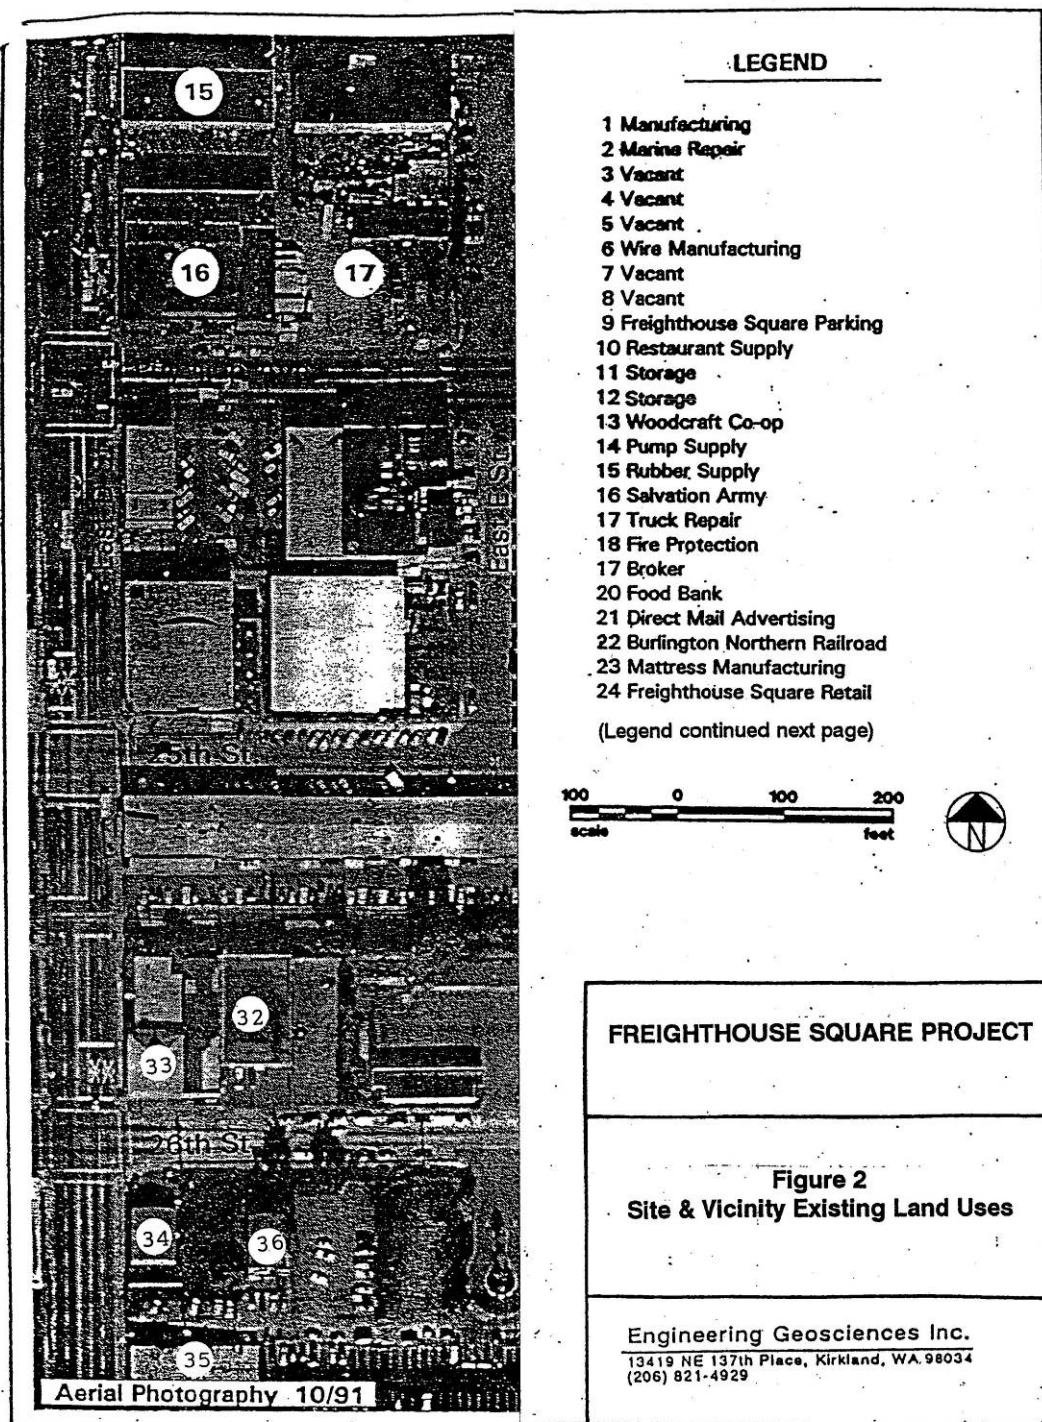 15
16
17
East E St.
25th St.
32
33
26th St.
34
36
35
Aerial Photography 10/91
LEGEND
1 Manufacturing
2 Marine Repair
3 Vacant
4 Vacant
5 Vacant
6 Wire Manufacturing
7 Vacant
8 Vacant
9 Freighthouse Square Parking
10 Restaurant Supply
11 Storage
12 Storage
13 Woodcraft Co-op
14 Pump Supply
15 Rubber Supply
16 Salvation Army
17 Truck Repair
18 Fire Protection
17 Broker
20 Food Bank
21 Direct Mail Advertising
22 Burlington Northern Railroad
23 Mattress Manufacturing
24 Freighthouse Square Retail
(Legend continued next page)
100 0 100 200
scale feet
N
FREIGHTHOUSE SQUARE PROJECT
Figure 2
Site & Vicinity Existing Land Uses
Engineering Geosciences Inc.
13419 NE 137th Place, Kirkland, WA. 98034
(206) 821-4929